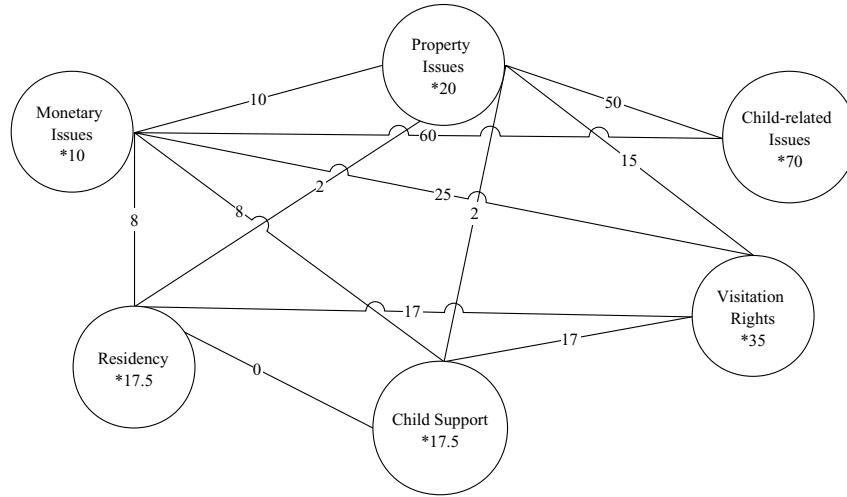 Property
Issues
*20
Monetary
Issues
*10
Child-related
Issues
*70
10
50
60
15
2
25
8
2
8
17
17
0
Visitation
Rights
*35
Residency
*17.5
Child Support
*17.5